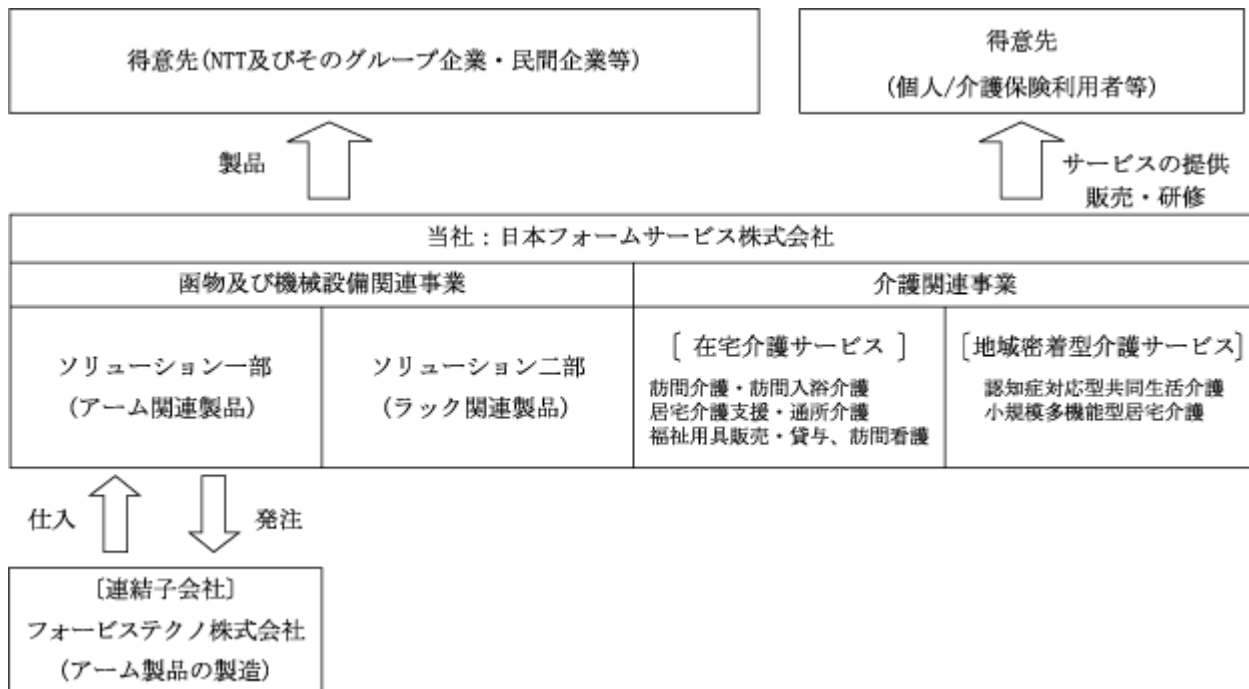 得意先(NTT及びそのグループ企業・民間企業等)
得意先
(個人/介護保険利用者等)
製品
サービスの提供
販売・研修
当社：日本フォームサービス株式会社
函物及び機械設備関連事業
介護関連事業
ソリューション一部
(アーム関連製品)
ソリューション二部
(ラック関連製品)
[ 在宅介護サービス ]
訪問介護・訪問入浴介護
居宅介護支援・通所介護
福祉用具販売・貸与、訪問看護
[地域密着型介護サービス]
認知症対応型共同生活介護
小規模多機能型居宅介護
仕入
発注
〔連結子会社〕
フォービステクノ株式会社
(アーム製品の製造)